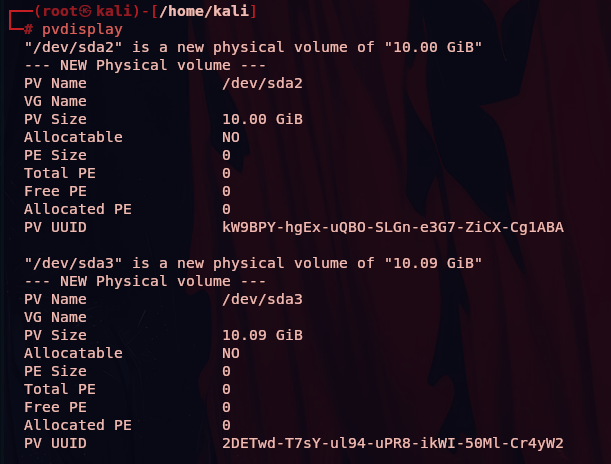 ┌──(root㉿kali)-[/home/kali]
└─# pvdisplay
"/dev/sda2" is a new physical volume of "10.00 GiB"
--- NEW Physical volume ---
PV Name               /dev/sda2
VG Name
PV Size               10.00 GiB
Allocatable           NO
PE Size               0
Total PE              0
Free PE               0
Allocated PE          0
PV UUID               kW9BPY-hgEx-uQBO-SLGn-e3G7-ZiCX-Cg1ABA
"/dev/sda3" is a new physical volume of "10.09 GiB"
--- NEW Physical volume ---
PV Name               /dev/sda3
VG Name
PV Size               10.09 GiB
Allocatable           NO
PE Size               0
Total PE              0
Free PE               0
Allocated PE          0
PV UUID               2DETwd-T7sY-ul94-uPR8-ikWI-50Ml-Cr4yW2